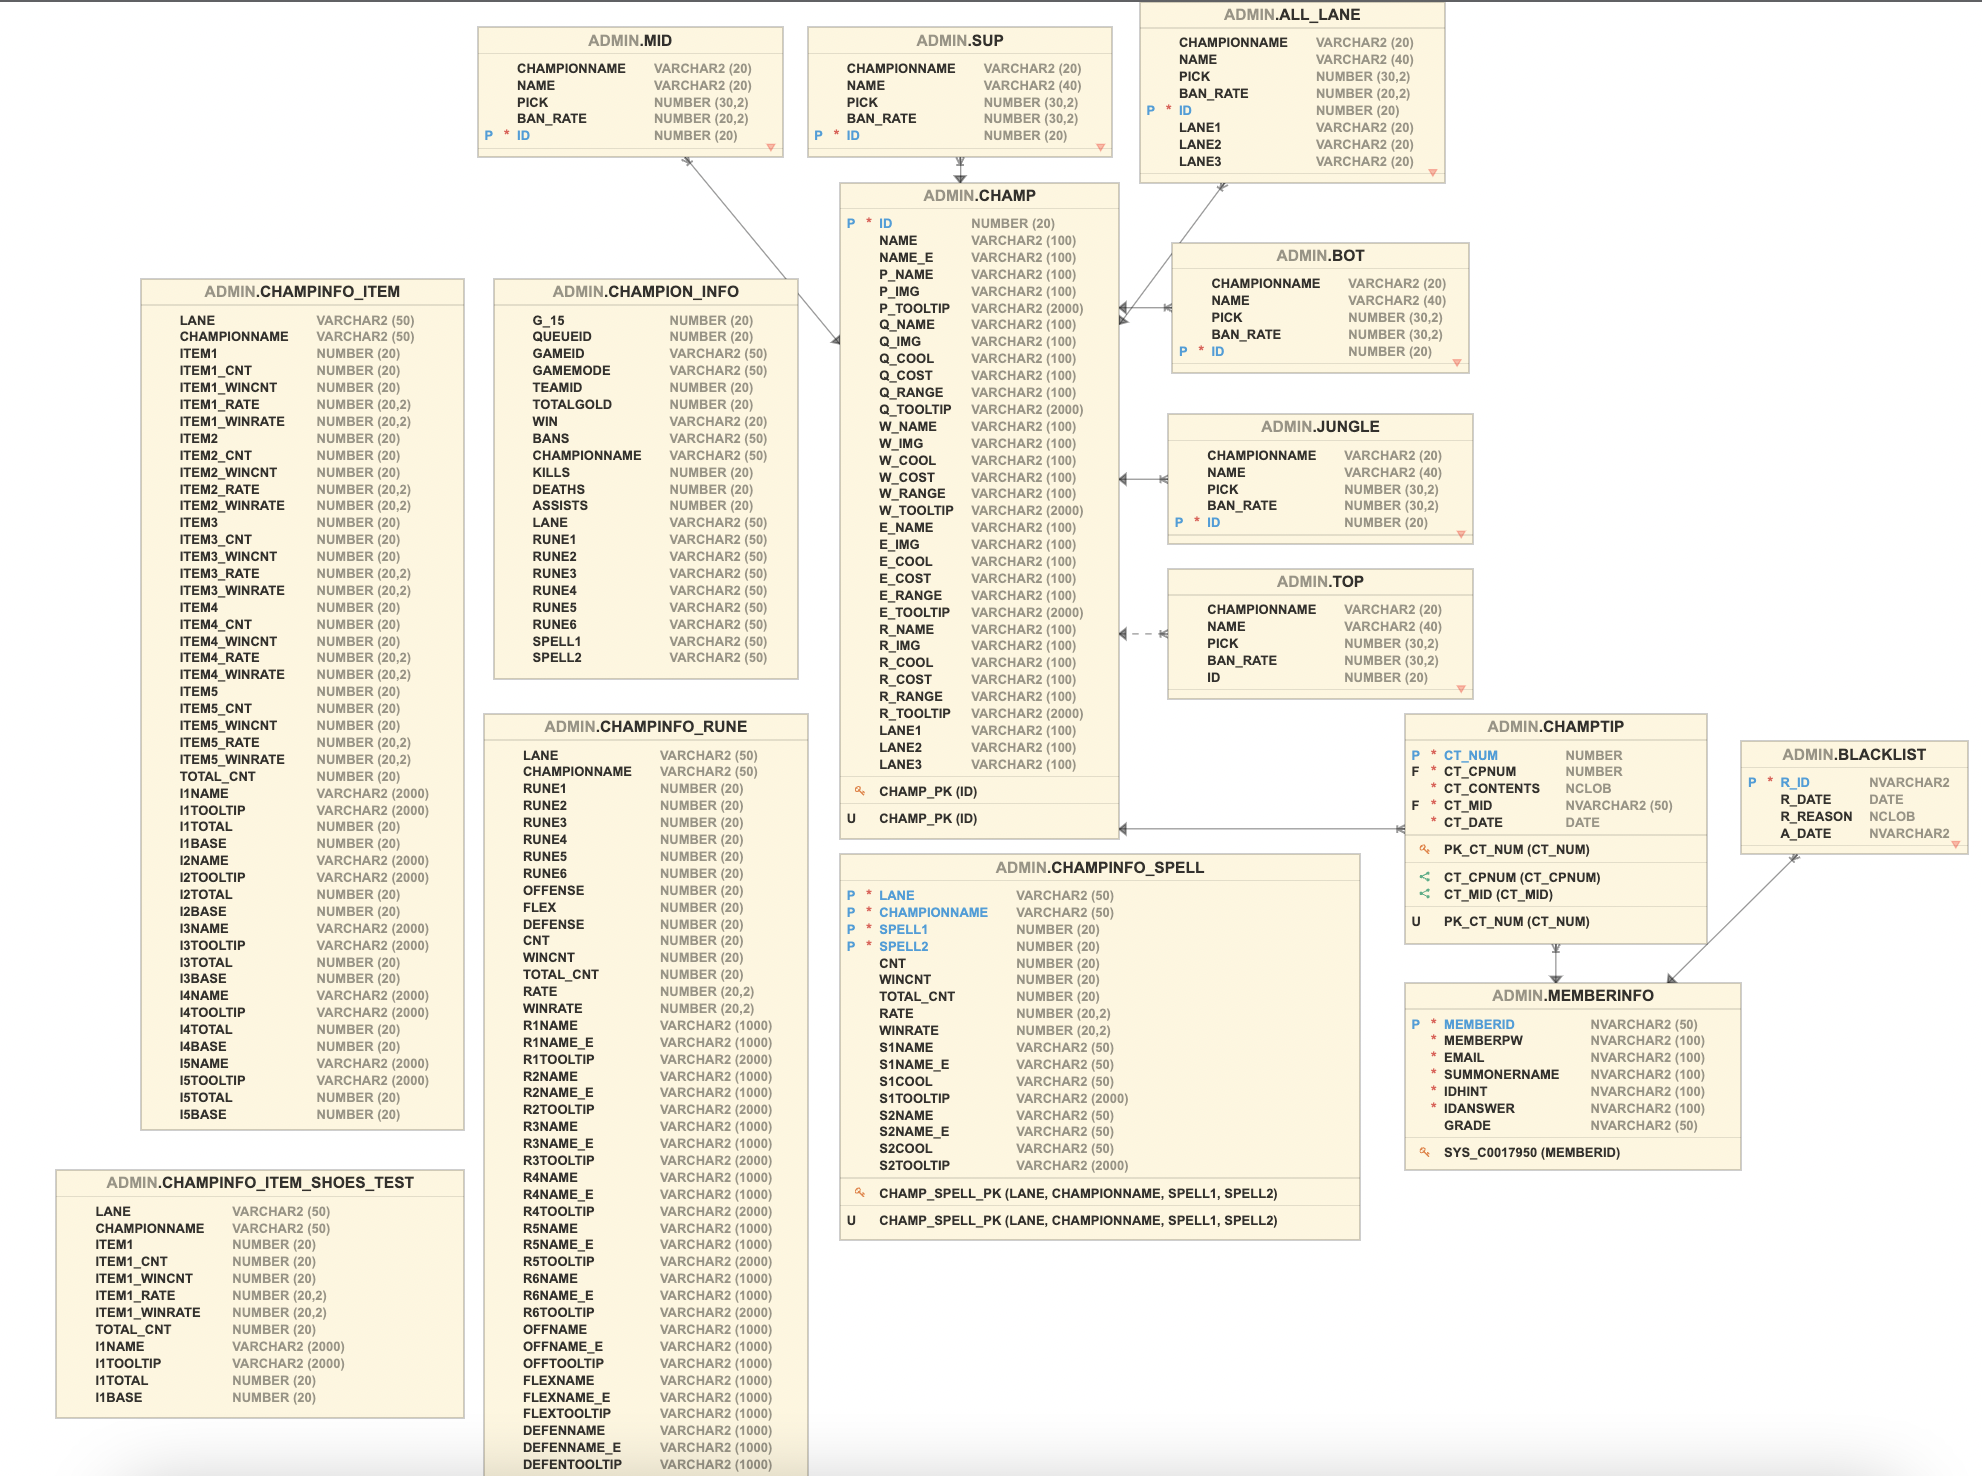 ADMIN.MID
CHAMPIONNAME VARCHAR2 (20)
NAME VARCHAR2 (20)
PICK NUMBER (30,2)
BAN_RATE NUMBER (20,2)
P * ID NUMBER (20)
ADMIN.SUP
CHAMPIONNAME VARCHAR2 (20)
NAME VARCHAR2 (40)
PICK NUMBER (30,2)
BAN_RATE NUMBER (30,2)
P * ID NUMBER (20)
ADMIN.ALL_LANE
CHAMPIONNAME VARCHAR2 (20)
NAME VARCHAR2 (40)
PICK NUMBER (30,2)
BAN_RATE NUMBER (20,2)
P * ID NUMBER (20)
LANE1 VARCHAR2 (20)
LANE2 VARCHAR2 (20)
LANE3 VARCHAR2 (20)
ADMIN.CHAMPINFO_ITEM
LANE VARCHAR2 (50)
CHAMPIONNAME VARCHAR2 (50)
ITEM1 NUMBER (20)
ITEM1_CNT NUMBER (20)
ITEM1_WINCNT NUMBER (20)
ITEM1_RATE NUMBER (20,2)
ITEM1_WINRATE NUMBER (20,2)
ITEM2 NUMBER (20)
ITEM2_CNT NUMBER (20)
ITEM2_WINCNT NUMBER (20)
ITEM2_RATE NUMBER (20,2)
ITEM2_WINRATE NUMBER (20,2)
ITEM3 NUMBER (20)
ITEM3_CNT NUMBER (20)
ITEM3_WINCNT NUMBER (20)
ITEM3_RATE NUMBER (20,2)
ITEM3_WINRATE NUMBER (20,2)
ITEM4 NUMBER (20)
ITEM4_CNT NUMBER (20)
ITEM4_WINCNT NUMBER (20)
ITEM4_RATE NUMBER (20,2)
ITEM4_WINRATE NUMBER (20,2)
ITEM5 NUMBER (20)
ITEM5_CNT NUMBER (20)
ITEM5_WINCNT NUMBER (20)
ITEM5_RATE NUMBER (20,2)
ITEM5_WINRATE NUMBER (20,2)
TOTAL_CNT NUMBER (20)
I1NAME VARCHAR2 (2000)
I1TOOLTIP VARCHAR2 (2000)
I1TOTAL NUMBER (20)
I1BASE NUMBER (20)
I2NAME VARCHAR2 (2000)
I2TOOLTIP VARCHAR2 (2000)
I2TOTAL NUMBER (20)
I2BASE NUMBER (20)
I3NAME VARCHAR2 (2000)
I3TOOLTIP VARCHAR2 (2000)
I3TOTAL NUMBER (20)
I3BASE NUMBER (20)
I4NAME VARCHAR2 (2000)
I4TOOLTIP VARCHAR2 (2000)
I4TOTAL NUMBER (20)
I4BASE NUMBER (20)
I5NAME VARCHAR2 (2000)
I5TOOLTIP VARCHAR2 (2000)
I5TOTAL NUMBER (20)
I5BASE NUMBER (20)
ADMIN.CHAMPINFO_ITEM_SHOES_TEST
LANE VARCHAR2 (50)
CHAMPIONNAME VARCHAR2 (50)
ITEM1 NUMBER (20)
ITEM1_CNT NUMBER (20)
ITEM1_WINCNT NUMBER (20)
ITEM1_RATE NUMBER (20,2)
ITEM1_WINRATE NUMBER (20,2)
TOTAL_CNT NUMBER (20)
I1NAME VARCHAR2 (2000)
I1TOOLTIP VARCHAR2 (2000)
I1TOTAL NUMBER (20)
I1BASE NUMBER (20)
ADMIN.CHAMPION_INFO
G_15 NUMBER (20)
QUEUEID NUMBER (20)
GAMEID VARCHAR2 (50)
GAMEMODE VARCHAR2 (50)
TEAMID NUMBER (20)
TOTALGOLD NUMBER (20)
WIN VARCHAR2 (20)
BANS VARCHAR2 (50)
CHAMPIONNAME VARCHAR2 (50)
KILLS NUMBER (20)
DEATHS NUMBER (20)
ASSISTS NUMBER (20)
LANE VARCHAR2 (50)
RUNE1 VARCHAR2 (50)
RUNE2 VARCHAR2 (50)
RUNE3 VARCHAR2 (50)
RUNE4 VARCHAR2 (50)
RUNE5 VARCHAR2 (50)
RUNE6 VARCHAR2 (50)
SPELL1 VARCHAR2 (50)
SPELL2 VARCHAR2 (50)
ADMIN.CHAMPINFO_RUNE
LANE VARCHAR2 (50)
CHAMPIONNAME VARCHAR2 (50)
RUNE1 NUMBER (20)
RUNE2 NUMBER (20)
RUNE3 NUMBER (20)
RUNE4 NUMBER (20)
RUNE5 NUMBER (20)
RUNE6 NUMBER (20)
OFFENSE NUMBER (20)
FLEX NUMBER (20)
DEFENSE NUMBER (20)
CNT NUMBER (20)
WINCNT NUMBER (20)
TOTAL_CNT NUMBER (20)
RATE NUMBER (20,2)
WINRATE NUMBER (20,2)
R1NAME VARCHAR2 (1000)
R1NAME_E VARCHAR2 (1000)
R1TOOLTIP VARCHAR2 (2000)
R2NAME VARCHAR2 (1000)
R2NAME_E VARCHAR2 (1000)
R2TOOLTIP VARCHAR2 (2000)
R3NAME VARCHAR2 (1000)
R3NAME_E VARCHAR2 (1000)
R3TOOLTIP VARCHAR2 (2000)
R4NAME VARCHAR2 (1000)
R4NAME_E VARCHAR2 (1000)
R4TOOLTIP VARCHAR2 (2000)
R5NAME VARCHAR2 (1000)
R5NAME_E VARCHAR2 (1000)
R5TOOLTIP VARCHAR2 (2000)
R6NAME VARCHAR2 (1000)
R6NAME_E VARCHAR2 (1000)
R6TOOLTIP VARCHAR2 (2000)
OFFNAME VARCHAR2 (1000)
OFFNAME_E VARCHAR2 (1000)
OFFTOOLTIP VARCHAR2 (1000)
FLEXNAME VARCHAR2 (1000)
FLEXNAME_E VARCHAR2 (1000)
FLEXTOOLTIP VARCHAR2 (1000)
DEFENNAME VARCHAR2 (1000)
DEFENNAME_E VARCHAR2 (1000)
DEFENTOOLTIP VARCHAR2 (1000)
ADMIN.CHAMP
P * ID NUMBER (20)
NAME VARCHAR2 (100)
NAME_E VARCHAR2 (100)
P_NAME VARCHAR2 (100)
P_IMG VARCHAR2 (100)
P_TOOLTIP VARCHAR2 (2000)
Q_NAME VARCHAR2 (100)
Q_IMG VARCHAR2 (100)
Q_COOL VARCHAR2 (100)
Q_COST VARCHAR2 (100)
Q_RANGE VARCHAR2 (100)
Q_TOOLTIP VARCHAR2 (2000)
W_NAME VARCHAR2 (100)
W_IMG VARCHAR2 (100)
W_COOL VARCHAR2 (100)
W_COST VARCHAR2 (100)
W_RANGE VARCHAR2 (100)
W_TOOLTIP VARCHAR2 (2000)
E_NAME VARCHAR2 (100)
E_IMG VARCHAR2 (100)
E_COOL VARCHAR2 (100)
E_COST VARCHAR2 (100)
E_RANGE VARCHAR2 (100)
E_TOOLTIP VARCHAR2 (2000)
R_NAME VARCHAR2 (100)
R_IMG VARCHAR2 (100)
R_COOL VARCHAR2 (100)
R_COST VARCHAR2 (100)
R_RANGE VARCHAR2 (100)
R_TOOLTIP VARCHAR2 (2000)
LANE1 VARCHAR2 (100)
LANE2 VARCHAR2 (100)
LANE3 VARCHAR2 (100)
CHAMP_PK (ID)
U CHAMP_PK (ID)
ADMIN.CHAMPINFO_SPELL
P * LANE VARCHAR2 (50)
P * CHAMPIONNAME VARCHAR2 (50)
P * SPELL1 NUMBER (20)
P * SPELL2 NUMBER (20)
CNT NUMBER (20)
WINCNT NUMBER (20)
TOTAL_CNT NUMBER (20)
RATE NUMBER (20,2)
WINRATE NUMBER (20,2)
S1NAME VARCHAR2 (50)
S1NAME_E VARCHAR2 (50)
S1COOL VARCHAR2 (50)
S1TOOLTIP VARCHAR2 (2000)
S2NAME VARCHAR2 (50)
S2NAME_E VARCHAR2 (50)
S2COOL VARCHAR2 (50)
S2TOOLTIP VARCHAR2 (2000)
CHAMP_SPELL_PK (LANE, CHAMPIONNAME, SPELL1, SPELL2)
U CHAMP_SPELL_PK (LANE, CHAMPIONNAME, SPELL1, SPELL2)
ADMIN.BOT
CHAMPIONNAME VARCHAR2 (20)
NAME VARCHAR2 (40)
PICK NUMBER (30,2)
BAN_RATE NUMBER (30,2)
P * ID NUMBER (20)
ADMIN.JUNGLE
CHAMPIONNAME VARCHAR2 (20)
NAME VARCHAR2 (40)
PICK NUMBER (30,2)
BAN_RATE NUMBER (30,2)
P * ID NUMBER (20)
ADMIN.TOP
CHAMPIONNAME VARCHAR2 (20)
NAME VARCHAR2 (40)
PICK NUMBER (30,2)
BAN_RATE NUMBER (30,2)
ID NUMBER (20)
ADMIN.CHAMPTIP
P * CT_NUM NUMBER
F * CT_CPNUM NUMBER
* CT_CONTENTS NCLOB
F * CT_MID NVARCHAR2 (50)
* CT_DATE DATE
PK_CT_NUM (CT_NUM)
CT_CPNUM (CT_CPNUM)
CT_MID (CT_MID)
U PK_CT_NUM (CT_NUM)
ADMIN.BLACKLIST
P * R_ID NVARCHAR2
R_DATE DATE
R_REASON NCLOB
A_DATE NVARCHAR2
ADMIN.MEMBERINFO
P * MEMBERID NVARCHAR2 (50)
* MEMBERPW NVARCHAR2 (100)
* EMAIL NVARCHAR2 (100)
* SUMMONERNAME NVARCHAR2 (100)
* IDHINT NVARCHAR2 (100)
* IDANSWER NVARCHAR2 (100)
GRADE NVARCHAR2 (50)
SYS_C0017950 (MEMBERID)